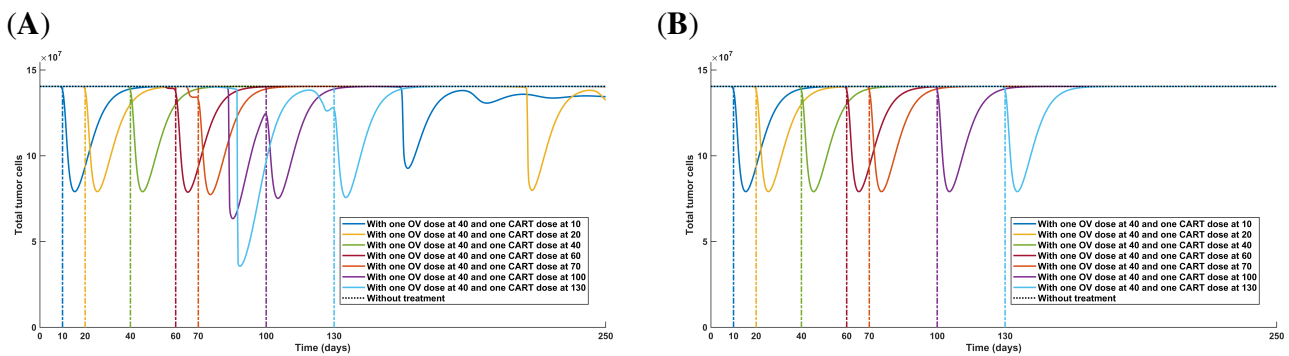 (A)
×10⁷
15
10
5
0
Total tumor cells
0 10 20 40 60 70 100 130 250
Time (days)
With one OV dose at 40 and one CART dose at 10
With one OV dose at 40 and one CART dose at 20
With one OV dose at 40 and one CART dose at 40
With one OV dose at 40 and one CART dose at 60
With one OV dose at 40 and one CART dose at 70
With one OV dose at 40 and one CART dose at 100
With one OV dose at 40 and one CART dose at 130
Without treatment
(B)
×10⁷
15
10
5
0
Total tumor cells
0 10 20 40 60 70 100 130 250
Time (days)
With one OV dose at 40 and one CART dose at 10
With one OV dose at 40 and one CART dose at 20
With one OV dose at 40 and one CART dose at 40
With one OV dose at 40 and one CART dose at 60
With one OV dose at 40 and one CART dose at 70
With one OV dose at 40 and one CART dose at 100
With one OV dose at 40 and one CART dose at 130
Without treatment